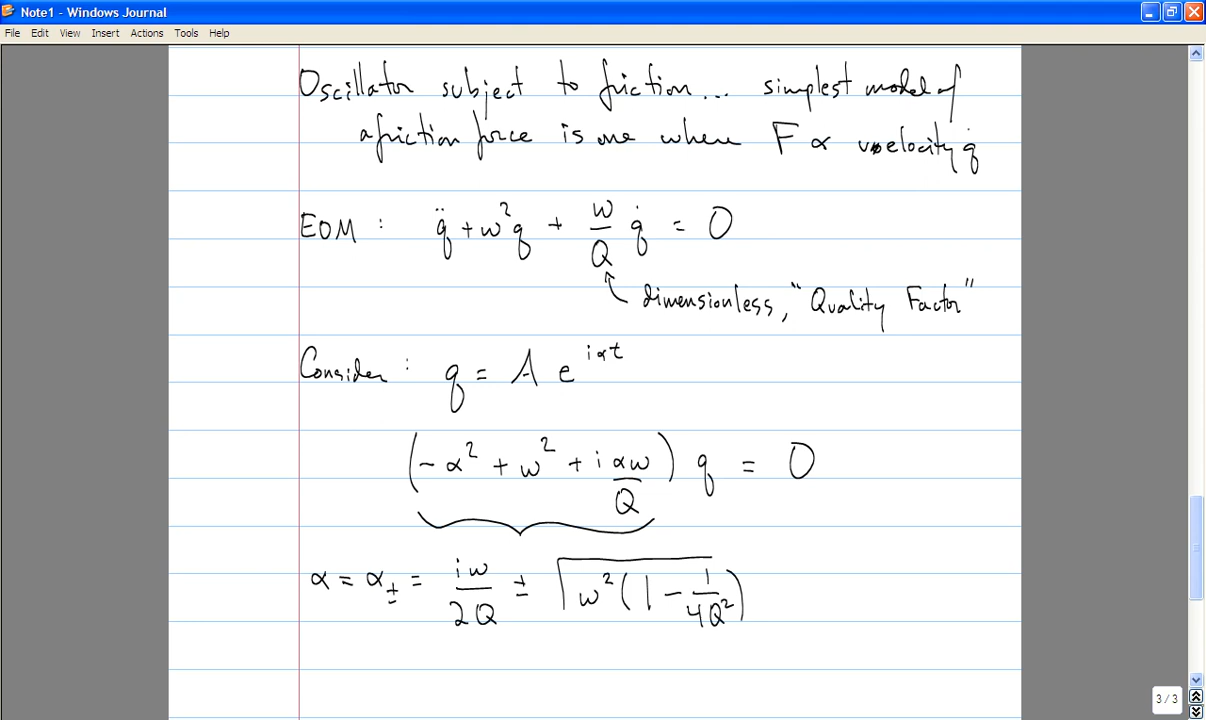 Note1 - Windows Journal
File Edit View Insert Actions Tools Help
Oscillator subject to friction... simplest model of
a friction force is one where F ∝ velocity q̇
EOM : q̈ + ω²q + ω/Q q̇ = 0
dimensionless, "Quality Factor"
Consider : q = A e^{iαt}
(-α² + ω² + i αω/Q) q = 0
α = α± = iω/2Q ± √ω²(1 - 1/4Q²)
3 / 3